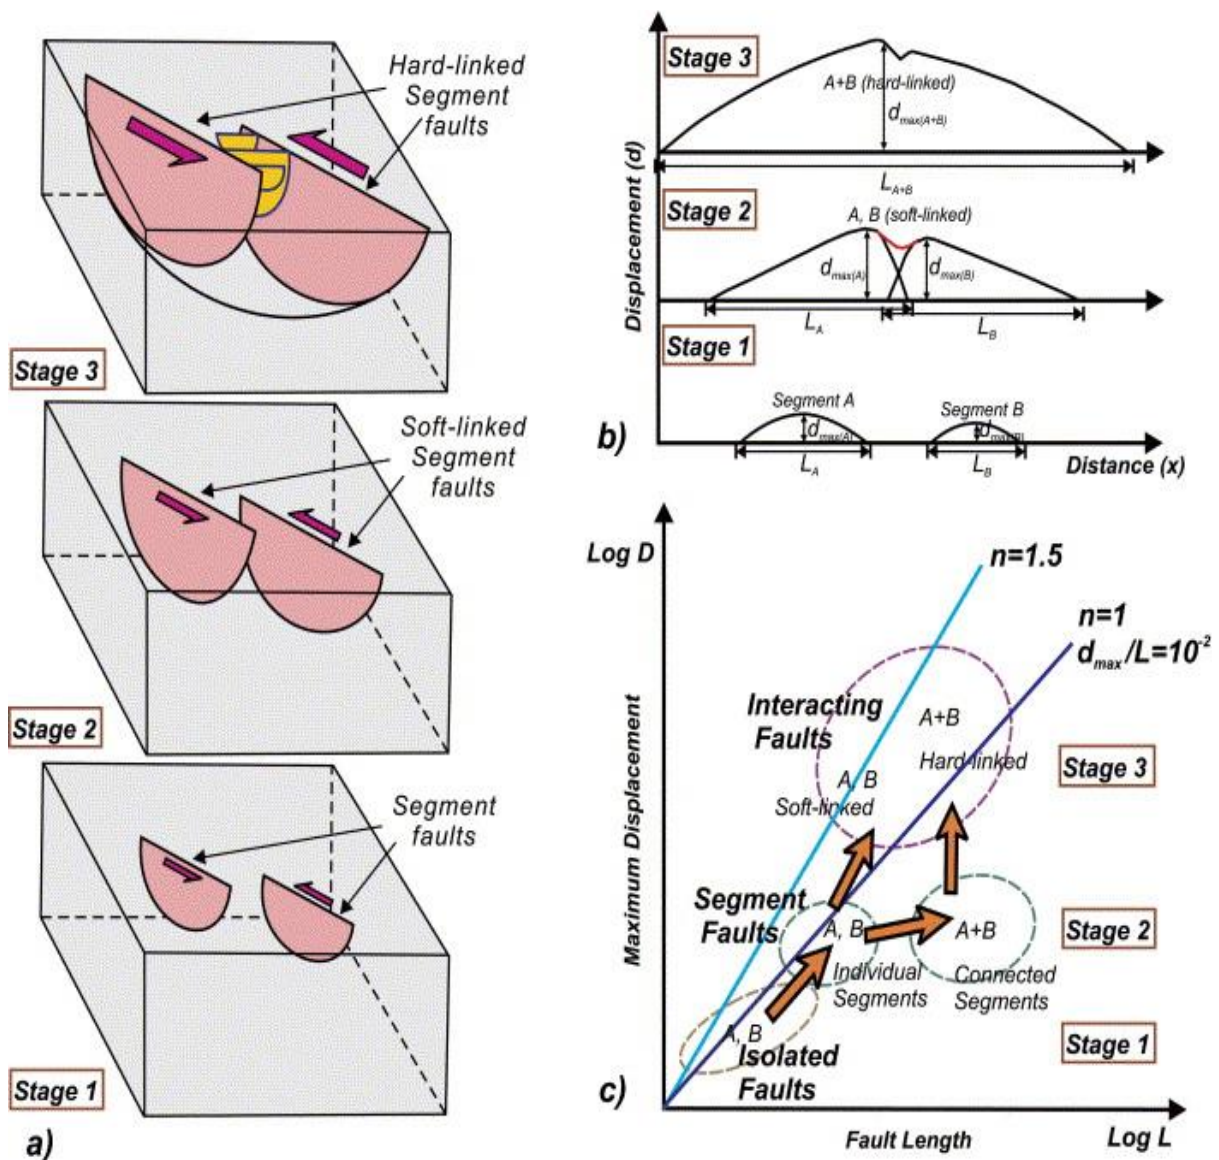 Hard-linked
Segment
faults
Stage 3
Soft-linked
Segment
faults
Stage 2
Segment
faults
Stage 1
a)
Displacement (d)
Stage 3
A+B (hard-linked)
dmax(A+B)
LA+B
Stage 2
A, B (soft-linked)
dmax(A)
dmax(B)
LA
LB
Stage 1
Segment A
Segment B
dmax(A)
dmax(B)
LA
LB
Distance (x)
b)
Log D
Maximum Displacement
n=1.5
n=1
dmax/L=10-2
Interacting
Faults
A+B
Hard-linked
A, B
Soft-linked
Stage 3
Segment
Faults
A, B
Individual
Segments
A+B
Connected
Segments
Stage 2
A, B
Isolated
Faults
Stage 1
c)
Fault Length
Log L